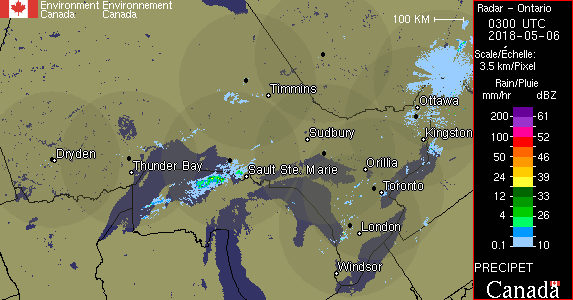 Environment Environnement
Canada Canada
100 KM
Timmins
Ottawa
Sudbury
Kingston
Dryden
Thunder Bay
Sault Ste. Marie
Orillia
Toronto
London
Windsor
Radar - Ontario
0300 UTC
2018-05-06
Scale/Échelle:
3.5 km/Pixel
Rain/Pluie
mm/hr dBZ
200 61
100 52
50 46
24 39
12 33
4 26
0.1 10
PRECIPET
Canada